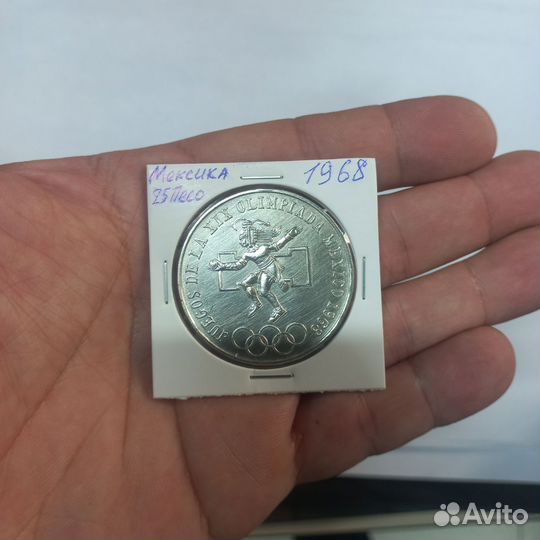 Мексика 1968
25 Песо
JUEGOS DE LA XIX OLIMPIADA MEXICO 1968
Avito